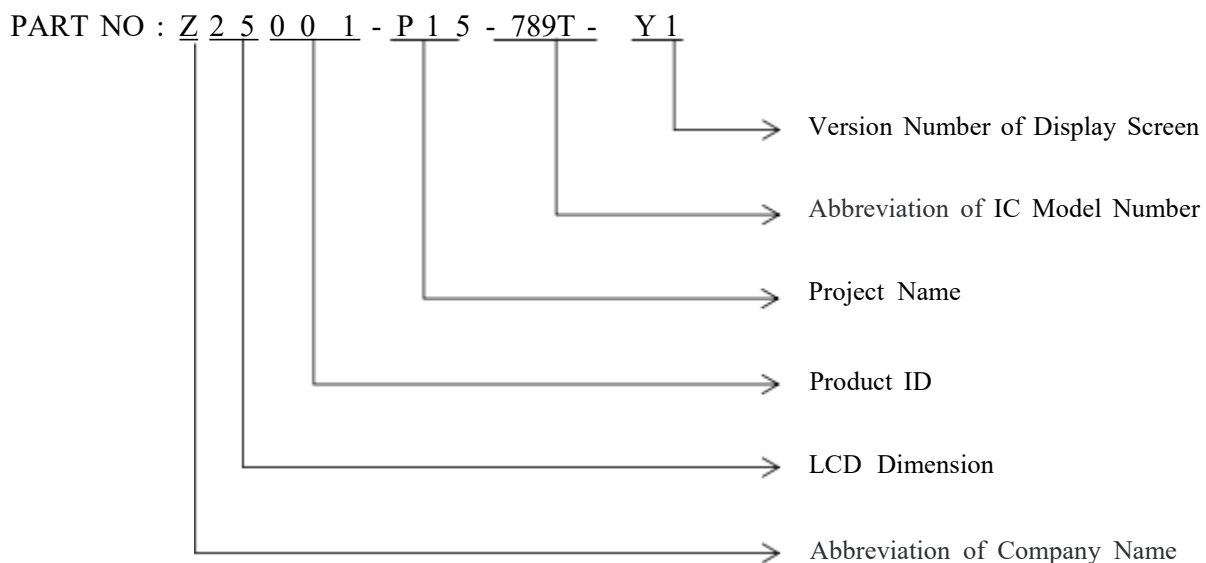 PART NO : Z 2 5 0 0 1 - P 1 5 - 789T - Y 1
Version Number of Display Screen
Abbreviation of IC Model Number
Project Name
Product ID
LCD Dimension
Abbreviation of Company Name